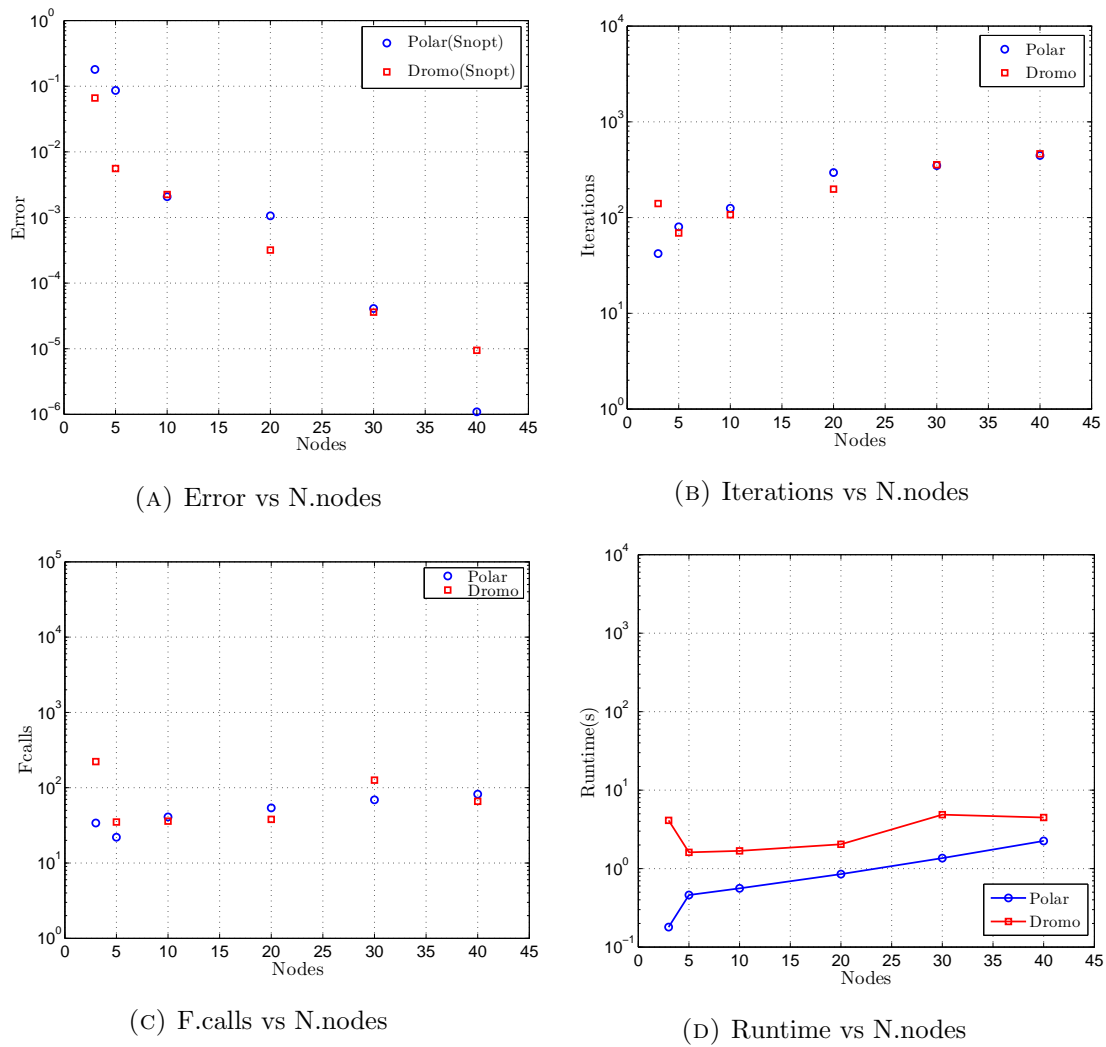 10^0
10^-1
10^-2
10^-3
10^-4
10^-5
10^-6
Error
Polar(Snopt)
Dromo(Snopt)
0 5 10 15 20 25 30 35 40 45
Nodes
(A) Error vs N.nodes
10^4
10^3
10^2
10^1
10^0
Iterations
Polar
Dromo
0 5 10 15 20 25 30 35 40 45
Nodes
(B) Iterations vs N.nodes
10^5
10^4
10^3
10^2
10^1
10^0
Fcalls
Polar
Dromo
0 5 10 15 20 25 30 35 40 45
Nodes
(C) F.calls vs N.nodes
10^4
10^3
10^2
10^1
10^0
10^-1
Runtime(s)
Polar
Dromo
0 5 10 15 20 25 30 35 40 45
Nodes
(D) Runtime vs N.nodes